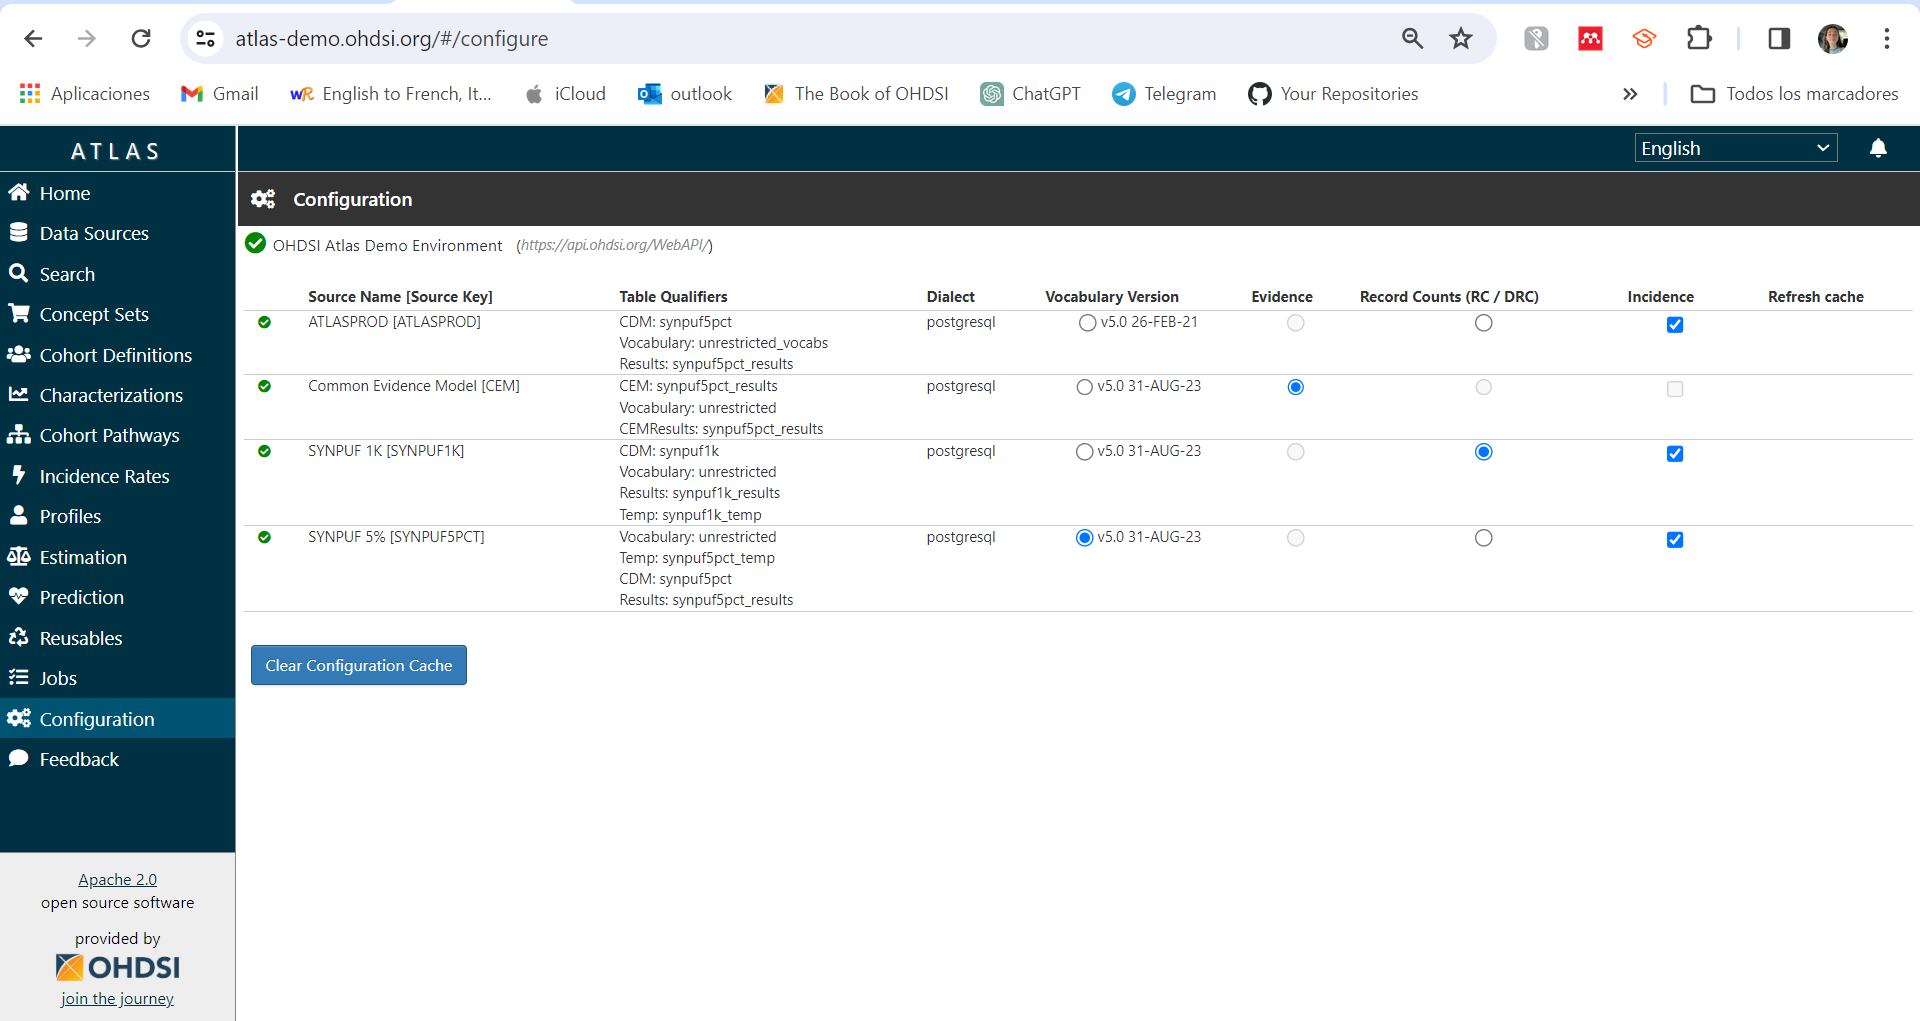 atlas-demo.ohdsi.org/#/configure
Aplicaciones
Gmail
wR English to French, It...
iCloud
outlook
The Book of OHDSI
ChatGPT
Telegram
Your Repositories
Todos los marcadores
ATLAS
English
Home
Data Sources
Search
Concept Sets
Cohort Definitions
Characterizations
Cohort Pathways
Incidence Rates
Profiles
Estimation
Prediction
Reusables
Jobs
Configuration
Feedback
Apache 2.0
open source software
provided by
OHDSI
join the journey
Configuration
OHDSI Atlas Demo Environment (https://api.ohdsi.org/WebAPI/)
Source Name [Source Key] Table Qualifiers Dialect Vocabulary Version Evidence Record Counts (RC / DRC) Incidence Refresh cache
ATLASPROD [ATLASPROD] CDM: synpuf5pct postgresql v5.0 26-FEB-21
Vocabulary: unrestricted_vocabs
Results: synpuf5pct_results
Common Evidence Model [CEM] CEM: synpuf5pct_results postgresql v5.0 31-AUG-23
Vocabulary: unrestricted
CEMResults: synpuf5pct_results
SYNPUF 1K [SYNPUF1K] CDM: synpuf1k postgresql v5.0 31-AUG-23
Vocabulary: unrestricted
Results: synpuf1k_results
Temp: synpuf1k_temp
SYNPUF 5% [SYNPUF5PCT] Vocabulary: unrestricted postgresql v5.0 31-AUG-23
Temp: synpuf5pct_temp
CDM: synpuf5pct
Results: synpuf5pct_results
Clear Configuration Cache